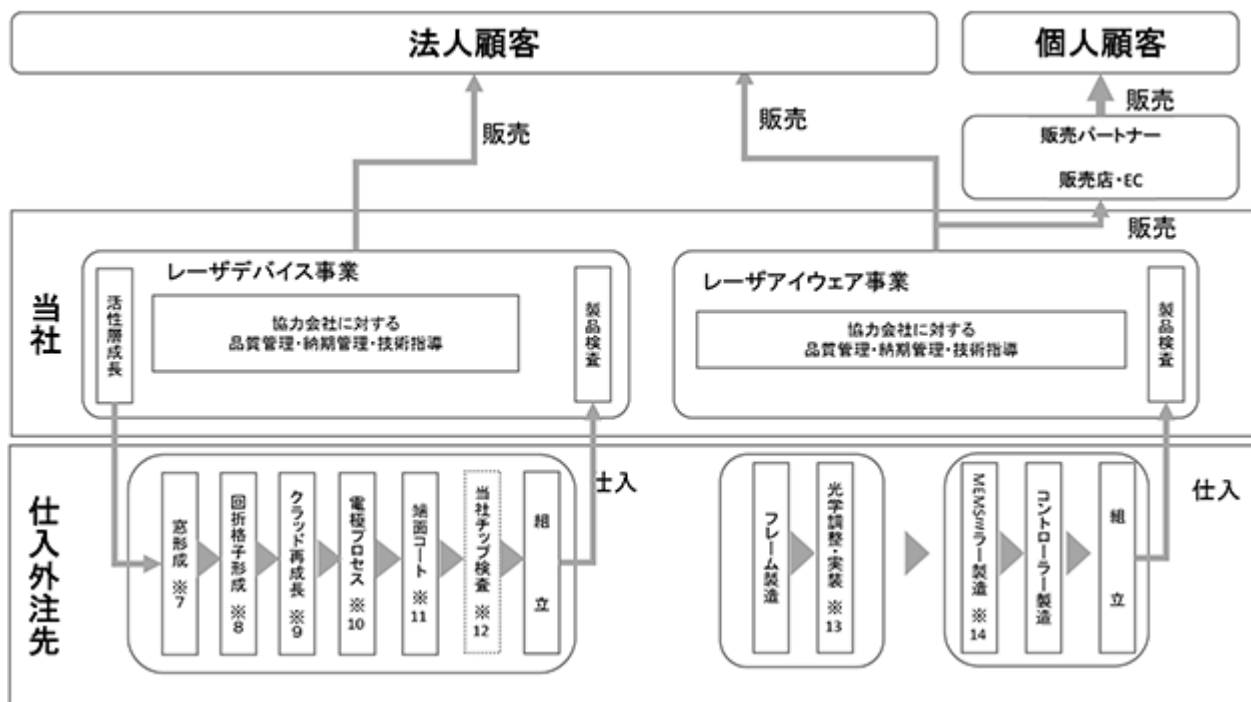 法人顧客
個人顧客
販売
販売
販売
販売パートナー
販売店・EC
販売
当社
レーザデバイス事業
活性層成長
協力会社に対する
品質管理・納期管理・技術指導
製品検査
レーザアイウェア事業
協力会社に対する
品質管理・納期管理・技術指導
製品検査
仕入外注先
窓形成 ※7
回折格子形成 ※8
クラッド再成長 ※9
電極プロセス ※10
端面コート ※11
当社チップ検査 ※12
組立
仕入
フレーム製造
光学調整・実装 ※13
MEMSミラー製造 ※14
コントローラー製造
組立
仕入